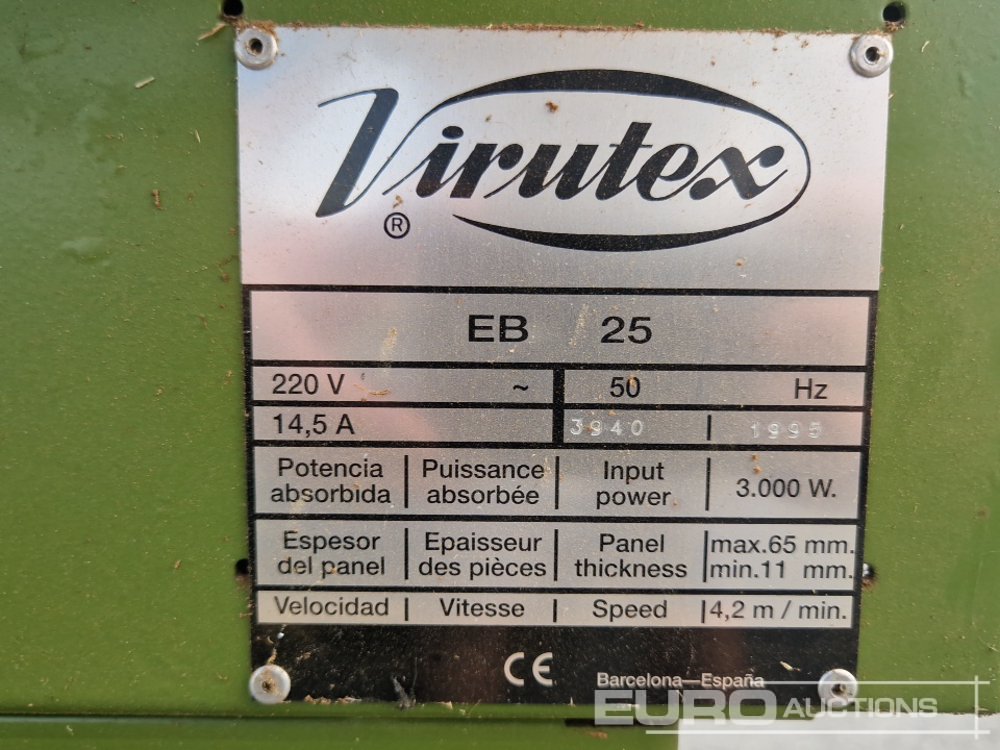 Virutex
®
EB 25
220 V ~ 50 Hz
14,5 A 3940 1995
Potencia absorbida Puissance absorbée Input power 3.000 W.
Espesor del panel Epaisseur des pièces Panel thickness max.65 mm. min.11 mm.
Velocidad Vitesse Speed 4,2 m / min.
CE Barcelona—España
EURO AUCTIONS